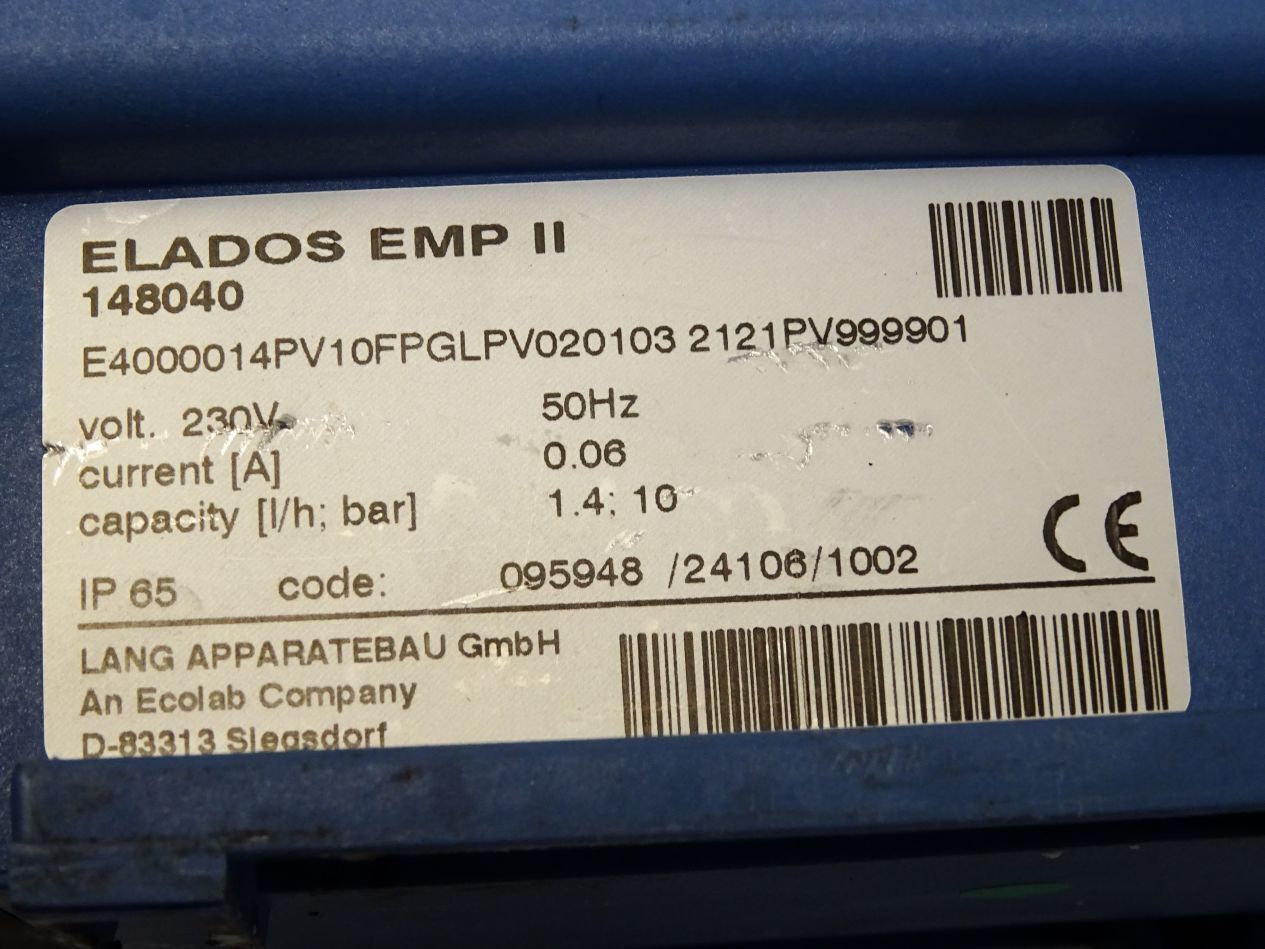 ELADOS EMP II
148040
E4000014PV10FPGLPV020103 2121PV999901
volt. 230V 50Hz
current [A] 0.06
capacity [l/h; bar] 1.4; 10
IP 65 code: 095948 /24106/1002
CE
LANG APPARATEBAU GmbH
An Ecolab Company
D-83313 Siegsdorf